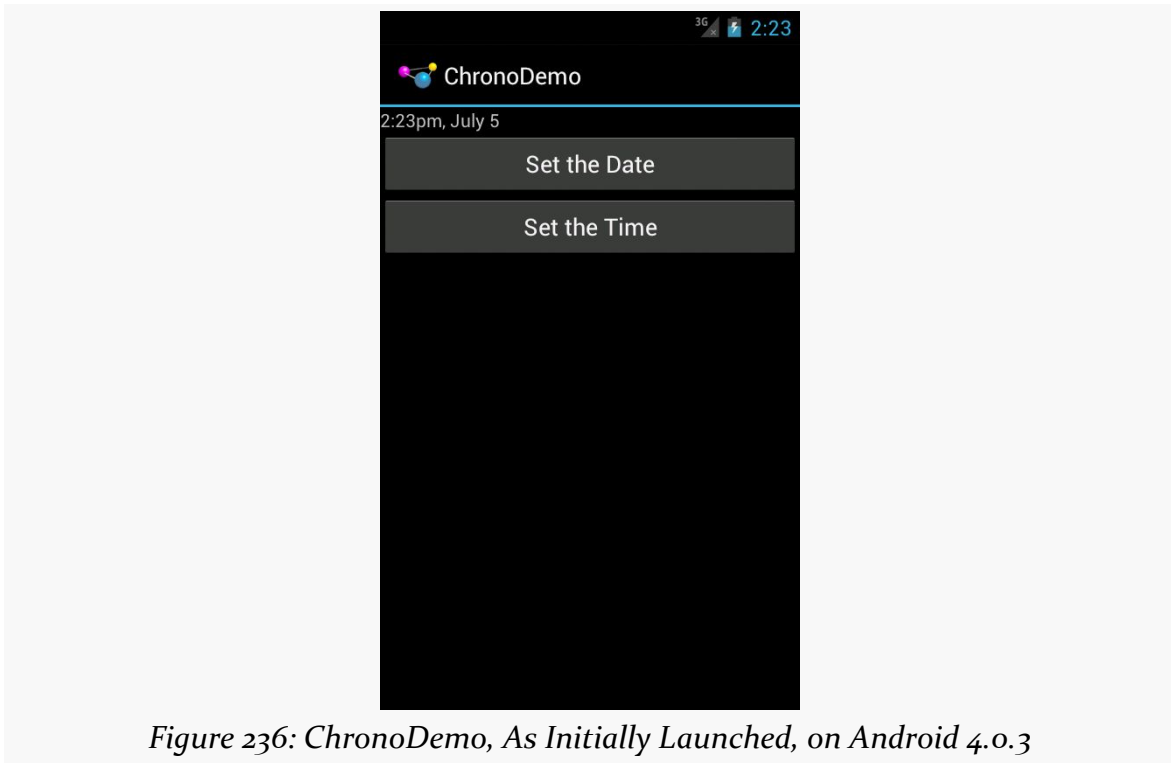 3G 2:23
ChronoDemo
2:23pm, July 5
Set the Date
Set the Time
Figure 236: ChronoDemo, As Initially Launched, on Android 4.0.3